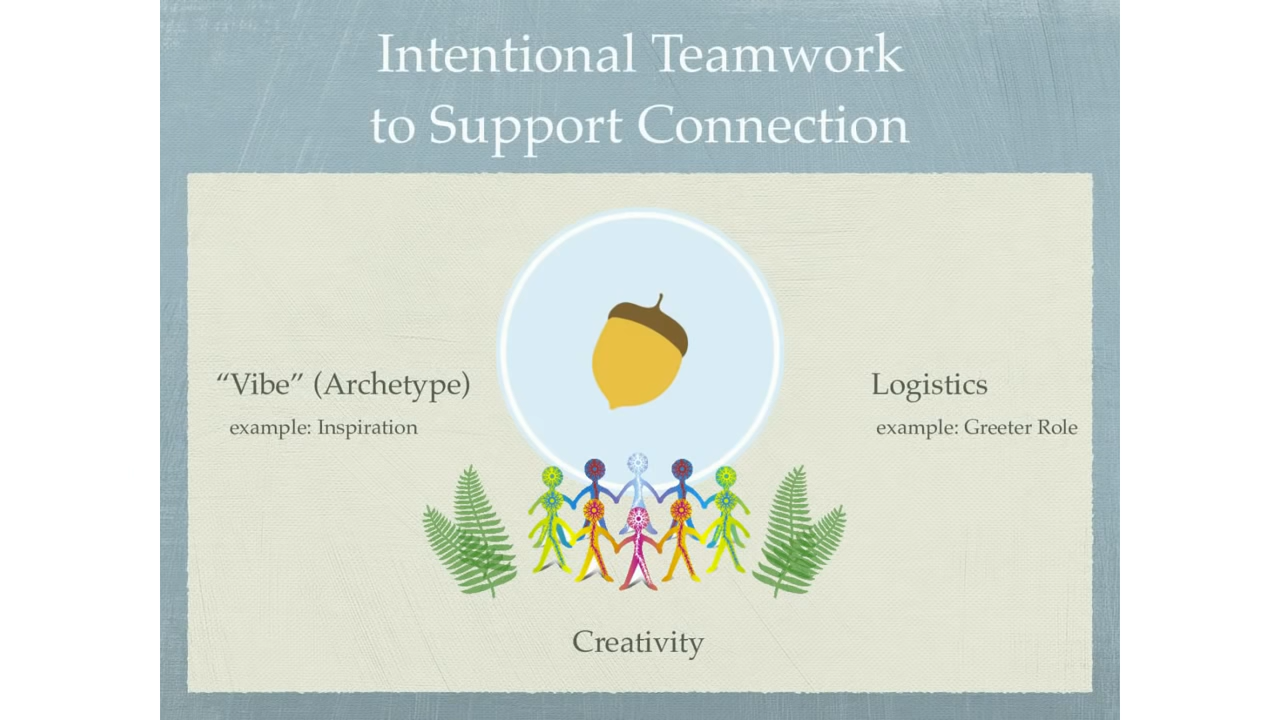 Intentional Teamwork
to Support Connection
“Vibe” (Archetype)
example: Inspiration
Logistics
example: Greeter Role
Creativity